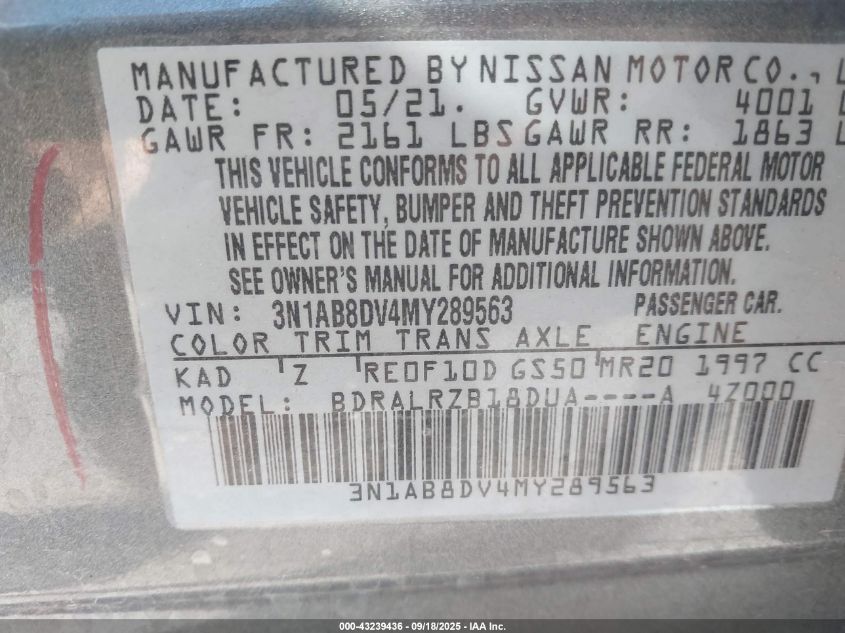 MANUFACTURED BY NISSAN MOTOR CO.,
DATE: 05/21. GVWR: 4001
GAWR FR: 2161 LBS GAWR RR: 1863
THIS VEHICLE CONFORMS TO ALL APPLICABLE FEDERAL MOTOR
VEHICLE SAFETY, BUMPER AND THEFT PREVENTION STANDARDS
IN EFFECT ON THE DATE OF MANUFACTURE SHOWN ABOVE.
SEE OWNER'S MANUAL FOR ADDITIONAL INFORMATION.
VIN: 3N1AB8DV4MY289563 PASSENGER CAR.
COLOR TRIM TRANS AXLE ENGINE
KAD Z RE0F10D GS50 MR20 1997 CC
MODEL: BDRALRZB18DUA----A 4Z000
3N1AB8DV4MY289563
000-43239436 - 09/18/2025 - IAA Inc.